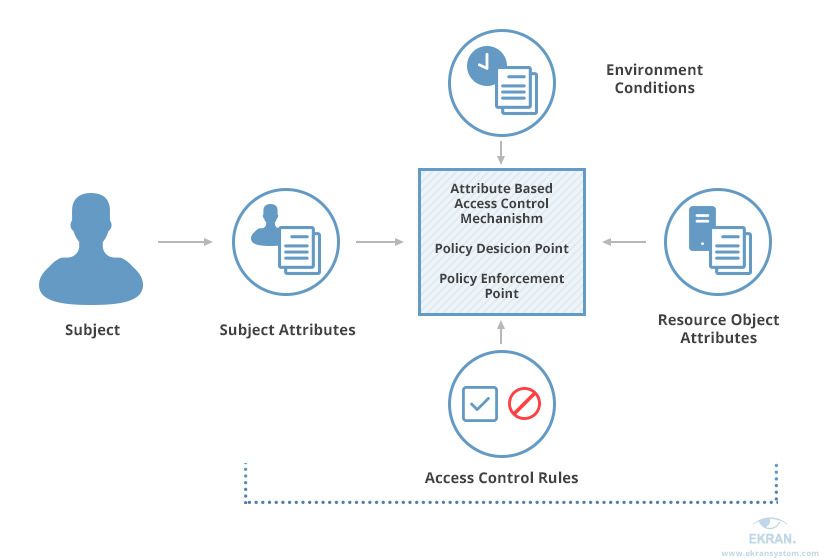 Environment
Conditions
Attribute Based
Access Control
Mechanishm
Policy Desicion Point
Policy Enforcement
Point
Subject
Subject Attributes
Resource Object
Attributes
Access Control Rules
EKRAN.
www.ekransystom.com